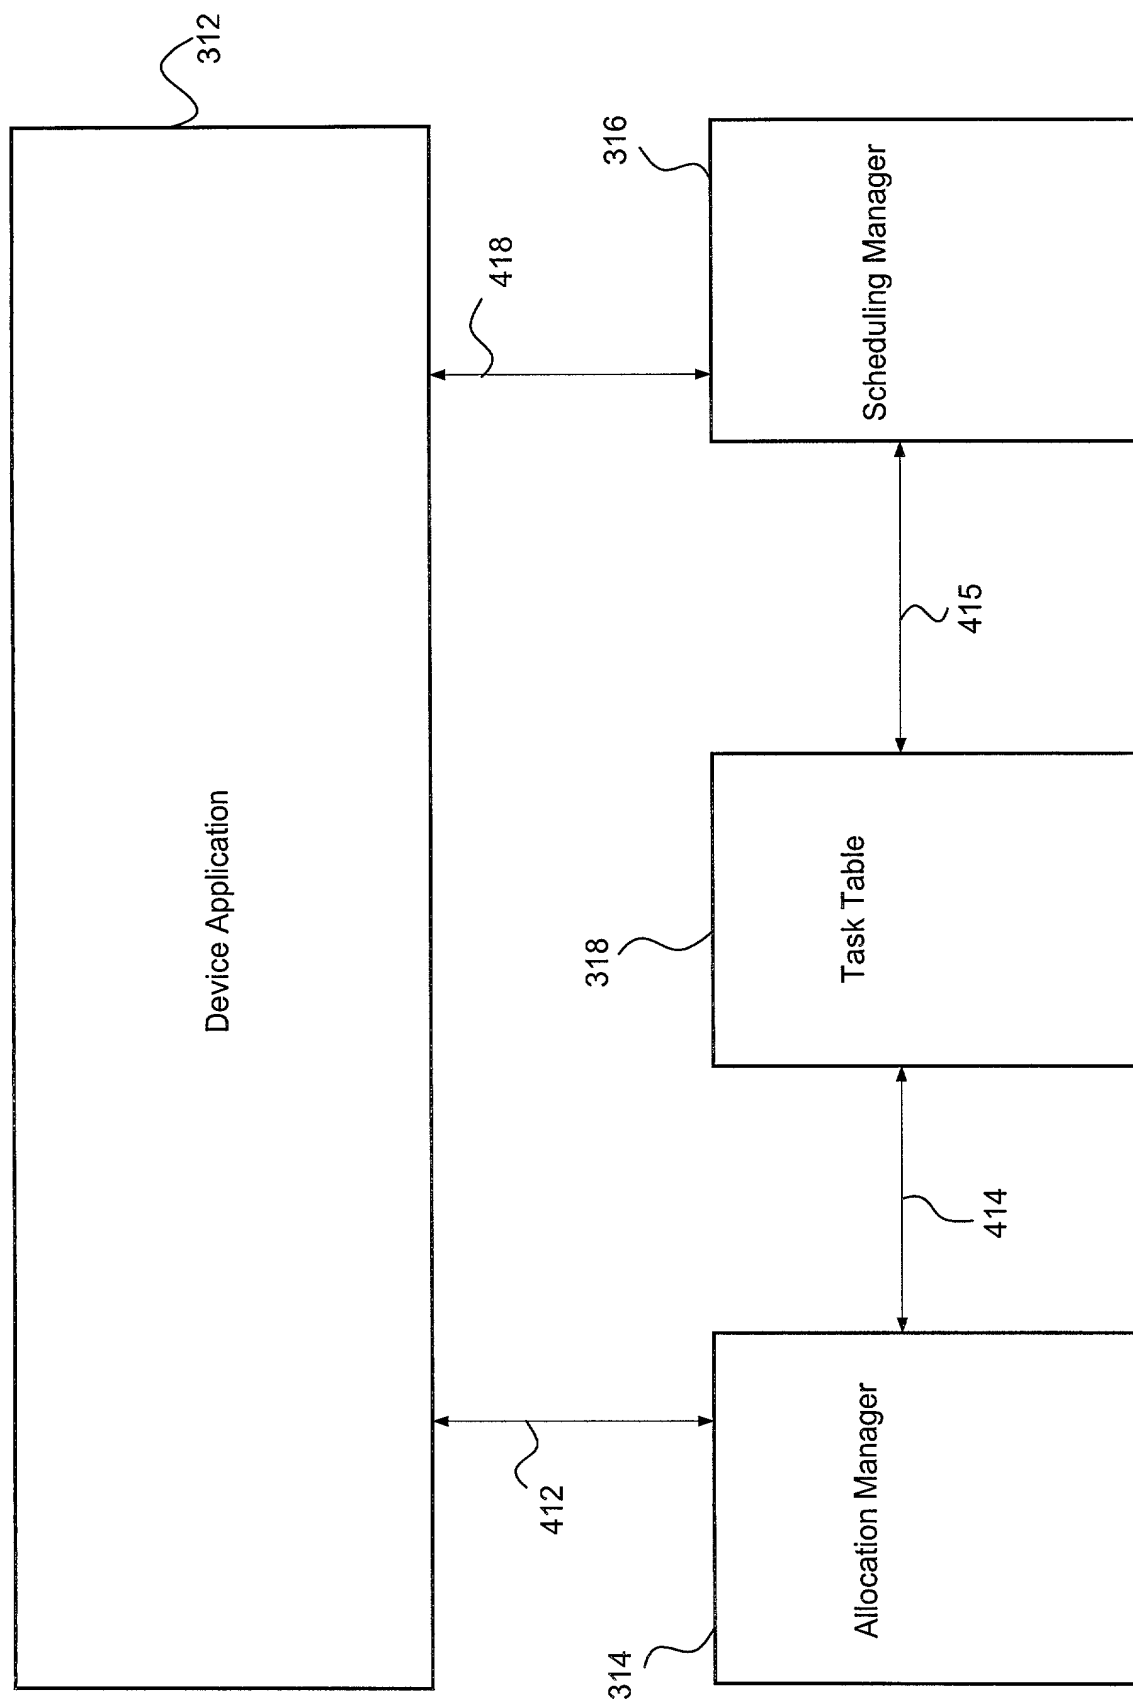 Device Application
312
412
418
314
318
316
Allocation Manager
Task Table
Scheduling Manager
414
415